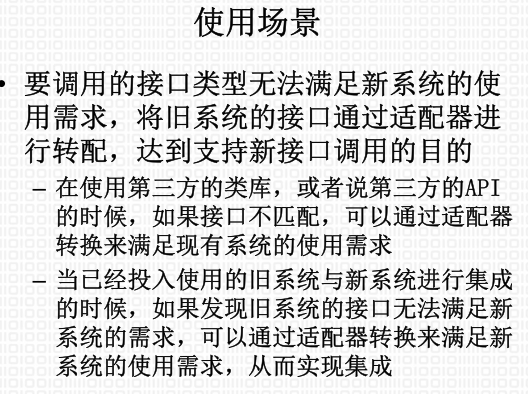 使用场景
• 要调用的接口类型无法满足新系统的使
用需求，将旧系统的接口通过适配器进
行转配，达到支持新接口调用的目的
– 在使用第三方的类库，或者说第三方的API
的时候，如果接口不匹配，可以通过适配器
转换来满足现有系统的使用需求
– 当已经投入使用的旧系统与新系统进行集成
的时候，如果发现旧系统的接口无法满足新
系统的需求，可以通过适配器转换来满足新
系统的使用需求，从而实现集成